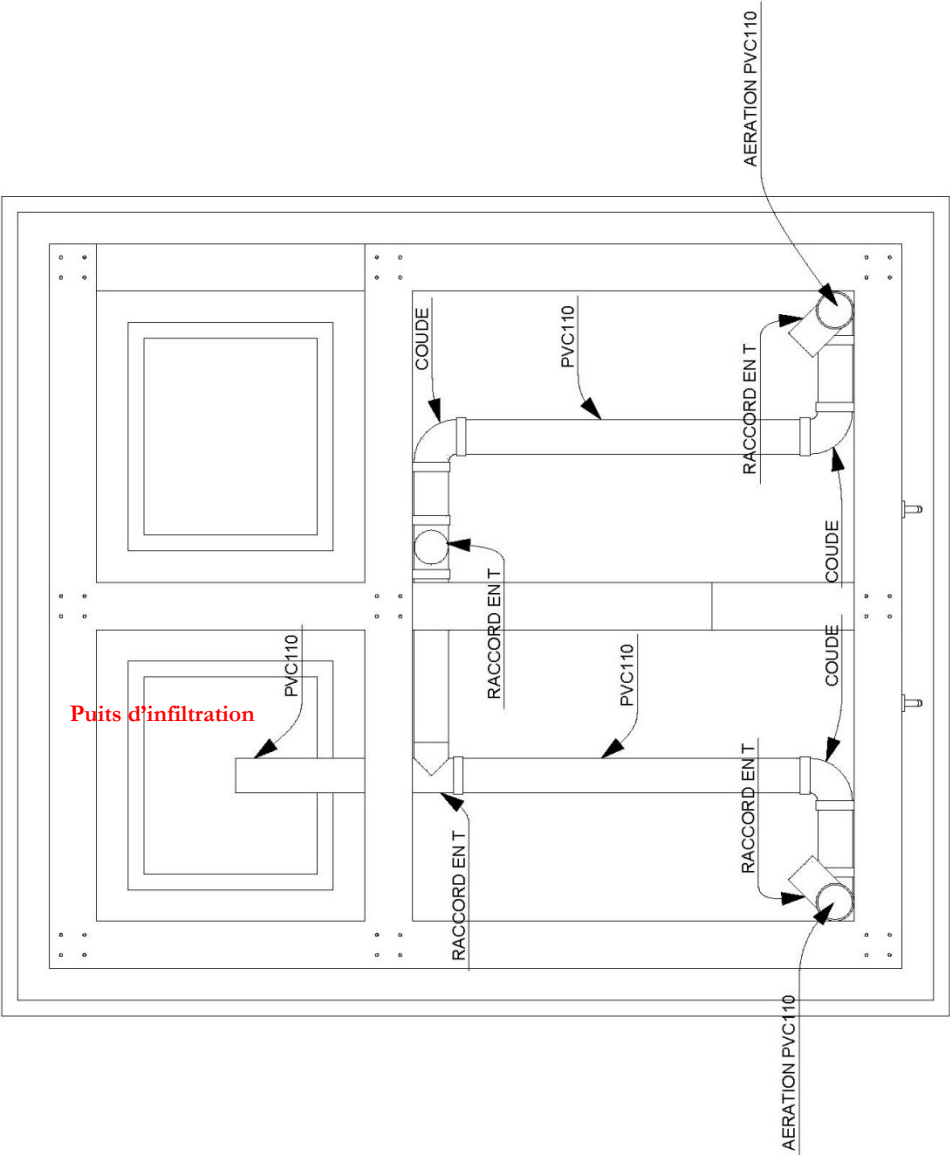 AERATION PVC110
COUDE
PVC110
RACCORD EN T
COUDE
RACCORD EN T
PVC110
Puits d'infiltration
PVC110
COUDE
RACCORD EN T
RACCORD EN T
AERATION PVC110